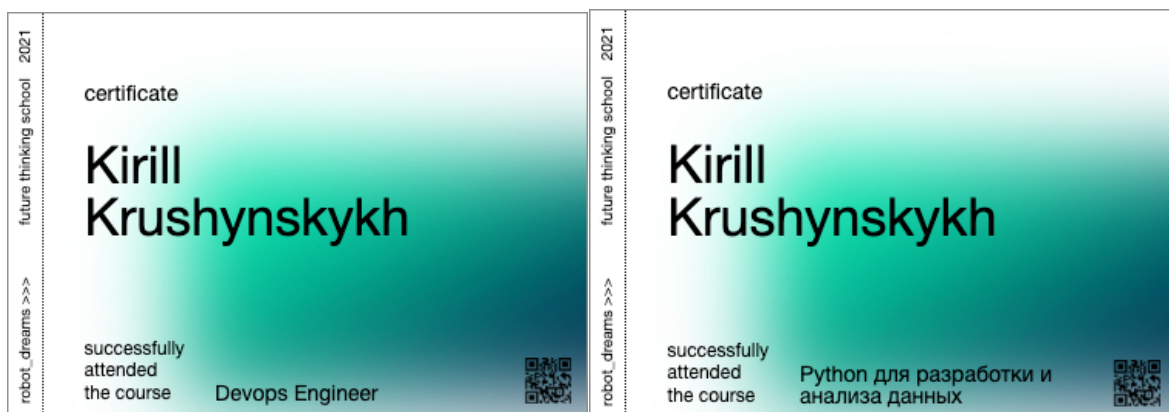 robot_dreams >>> future thinking school 2021
certificate
Kirill
Krushynskykh
successfully
attended
the course
Devops Engineer
robot_dreams >>> future thinking school 2021
certificate
Kirill
Krushynskykh
successfully
attended
the course
Python для разработки и
анализа данных